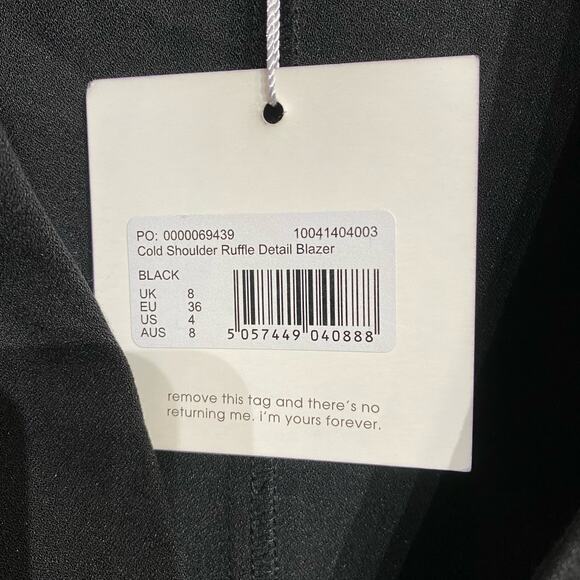 PO: 0000069439 10041404003
Cold Shoulder Ruffle Detail Blazer
BLACK
UK 8
EU 36
US 4
AUS 8
5 057449 040888
remove this tag and there's no
returning me. i'm yours forever.